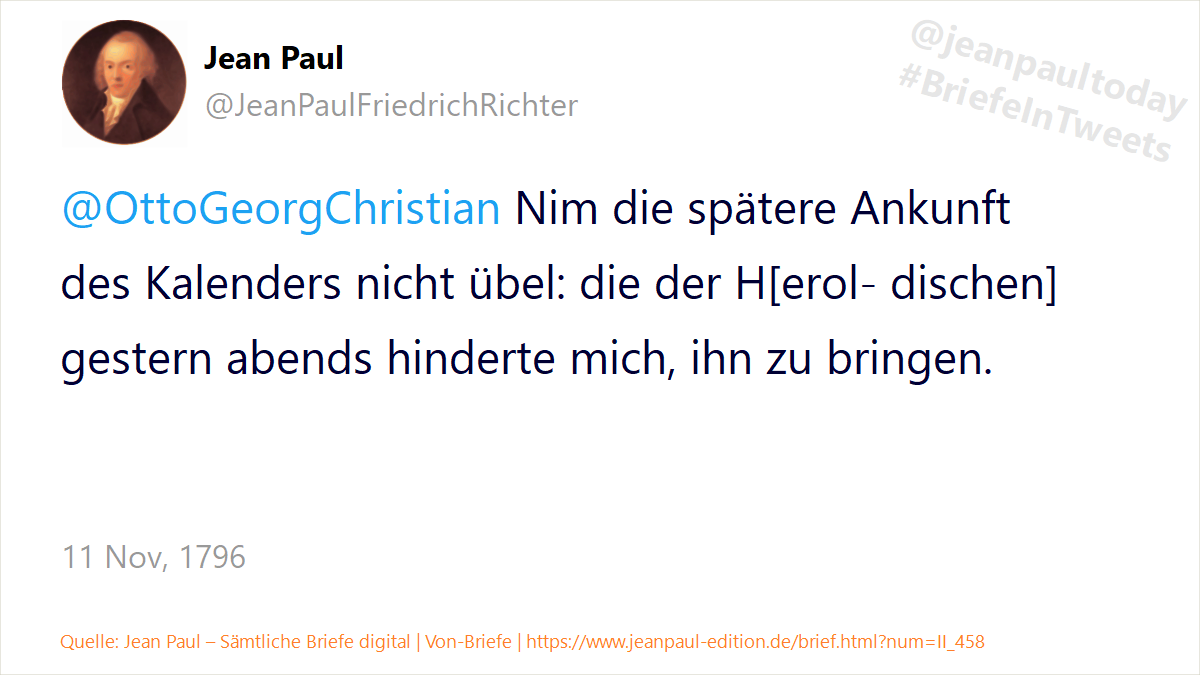 Jean Paul
@JeanPaulFriedrichRichter
@jeanpaultoday
#BriefeInTweets
@OttoGeorgChristian Nim die spätere Ankunft
des Kalenders nicht übel: die der H[erol- dischen]
gestern abends hinderte mich, ihn zu bringen.
11 Nov, 1796
Quelle: Jean Paul – Sämtliche Briefe digital | Von-Briefe | https://www.jeanpaul-edition.de/brief.html?num=II_458